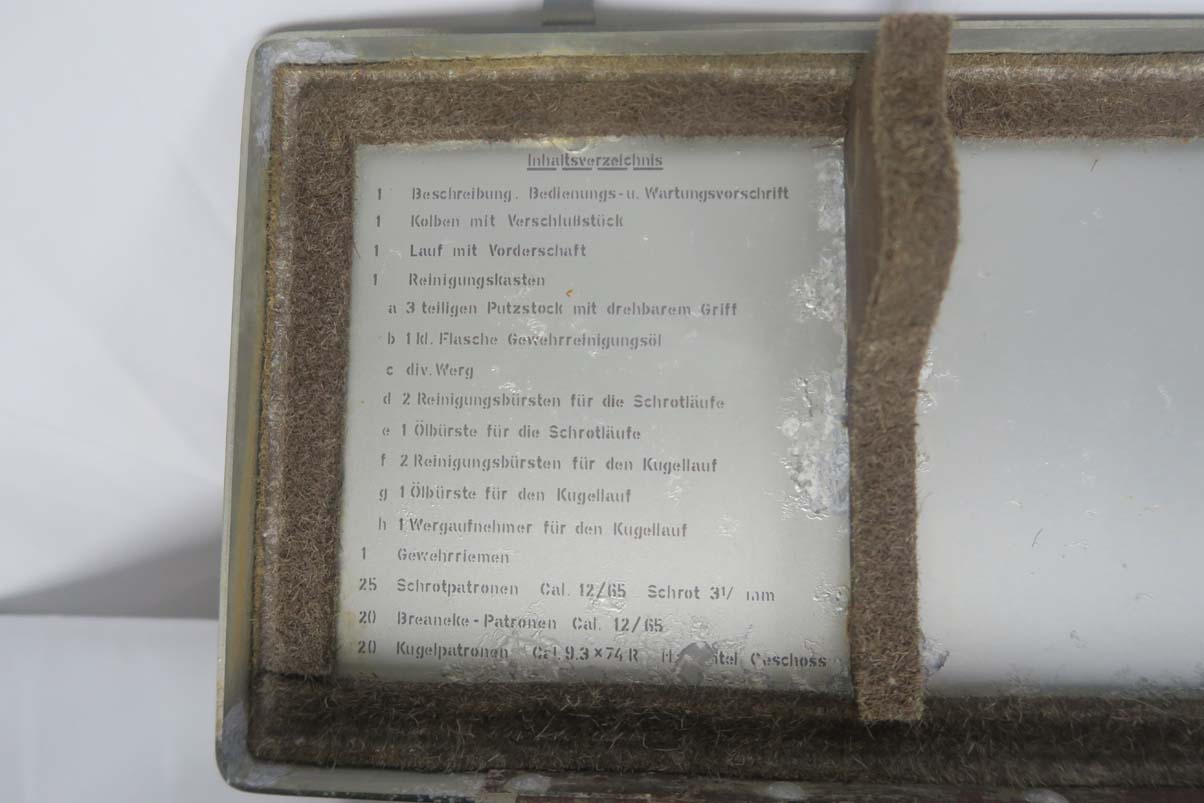 Inhaltsverzeichnis
1 Beschreibung. Bedienungs-u. Wartungsvorschrift
1 Kolben mit Verschlußstück
1 Lauf mit Vorderschaft
1 Reinigungskasten
a 3 teiligen Putzstock mit drehbarem Griff
b 1 kl. Flasche Gewehrreinigungsöl
c div. Werg
d 2 Reinigungsbürsten für die Schrotläufe
e 1 Ölbürste für die Schrotläufe
f 2 Reinigungsbürsten für den Kugellauf
g 1 Ölbürste für den Kugellauf
h 1 Wergaufnehmer für den Kugellauf
1 Gewehrriemen
25 Schrotpatronen Cal. 12/65 Schrot mm
20 Breaneke-Patronen Cal. 12/65
20 Kugelpatronen Cal. 9.3×74 R Geschoss